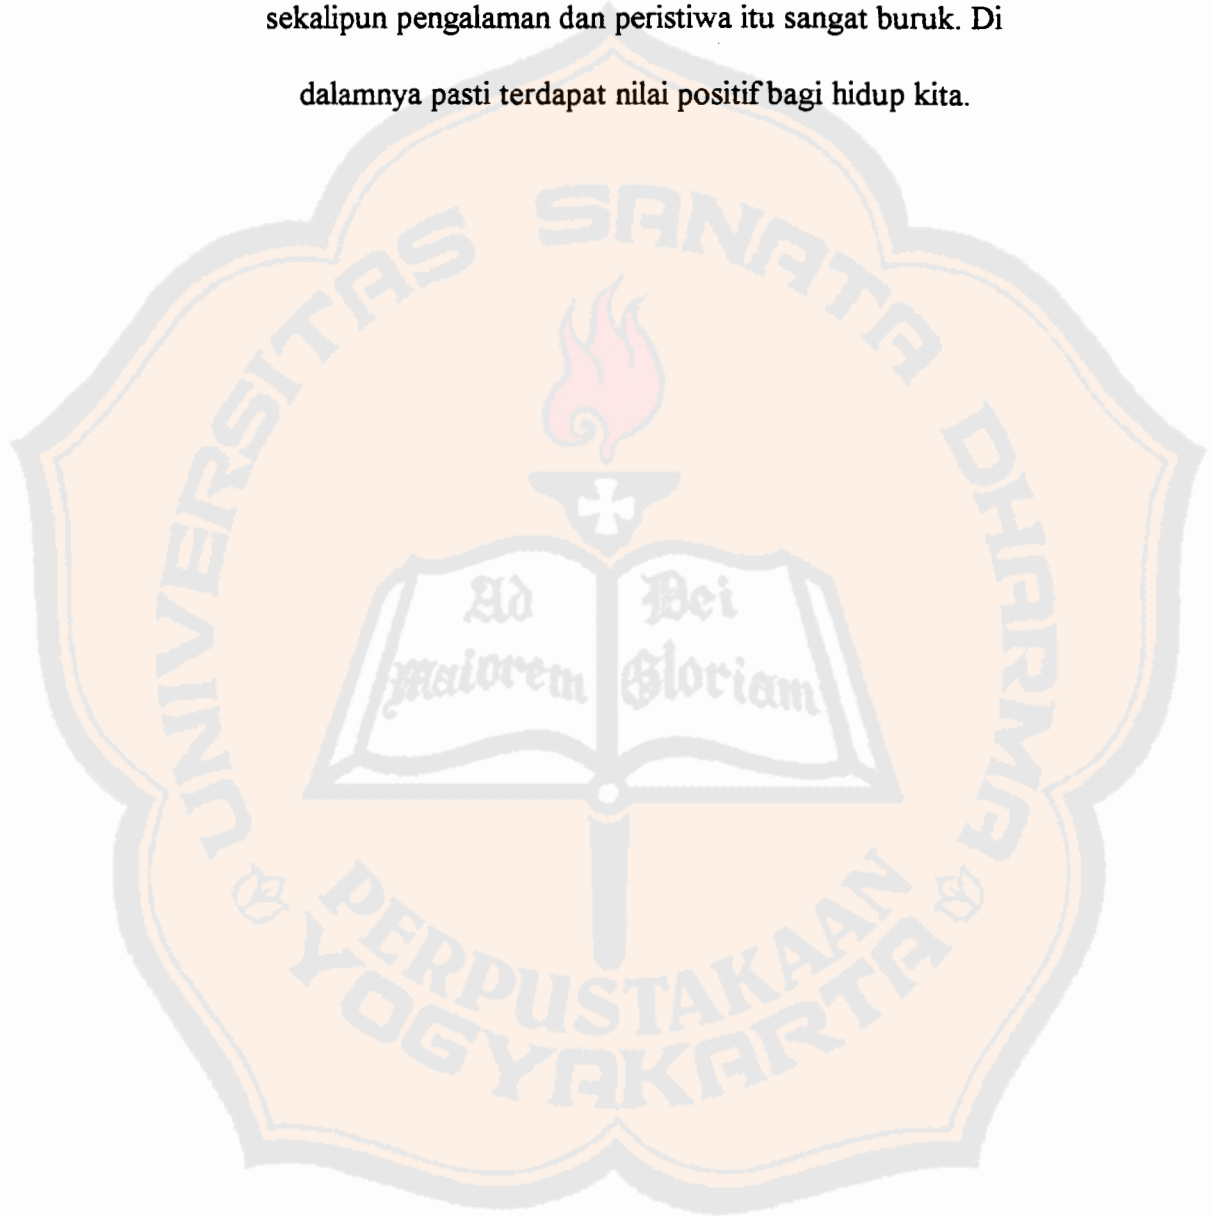 sekalipun pengalaman dan peristiwa itu sangat buruk. Di
dalamnya pasti terdapat nilai positif bagi hidup kita.
UNIVERSITAS SANATA DHARMA
Ad Dei
Maiorem Gloriam
PERPUSTAKAAN
YOGYAKARTA